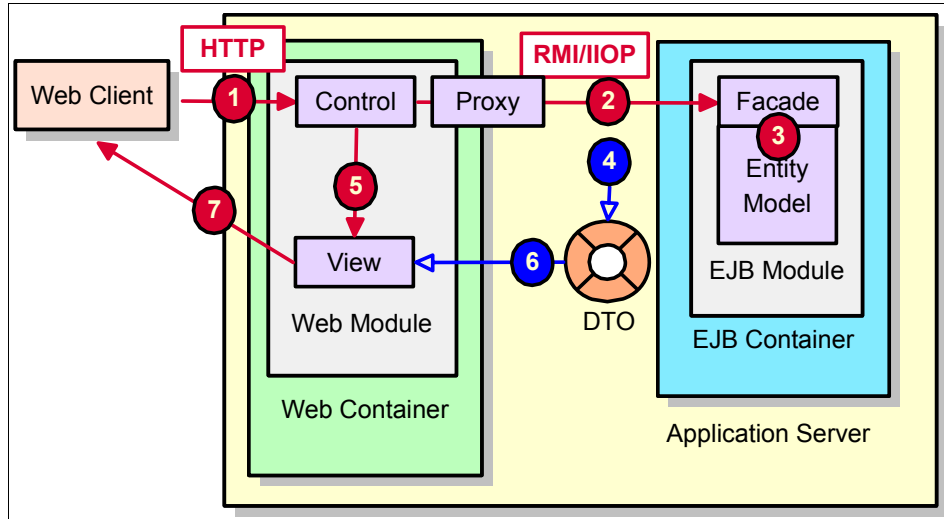 HTTP
RMI/IIOP
Web Client
1
Control
Proxy
2
Facade
3
4
Entity
Model
5
7
View
6
EJB Module
Web Module
DTO
EJB Container
Web Container
Application Server